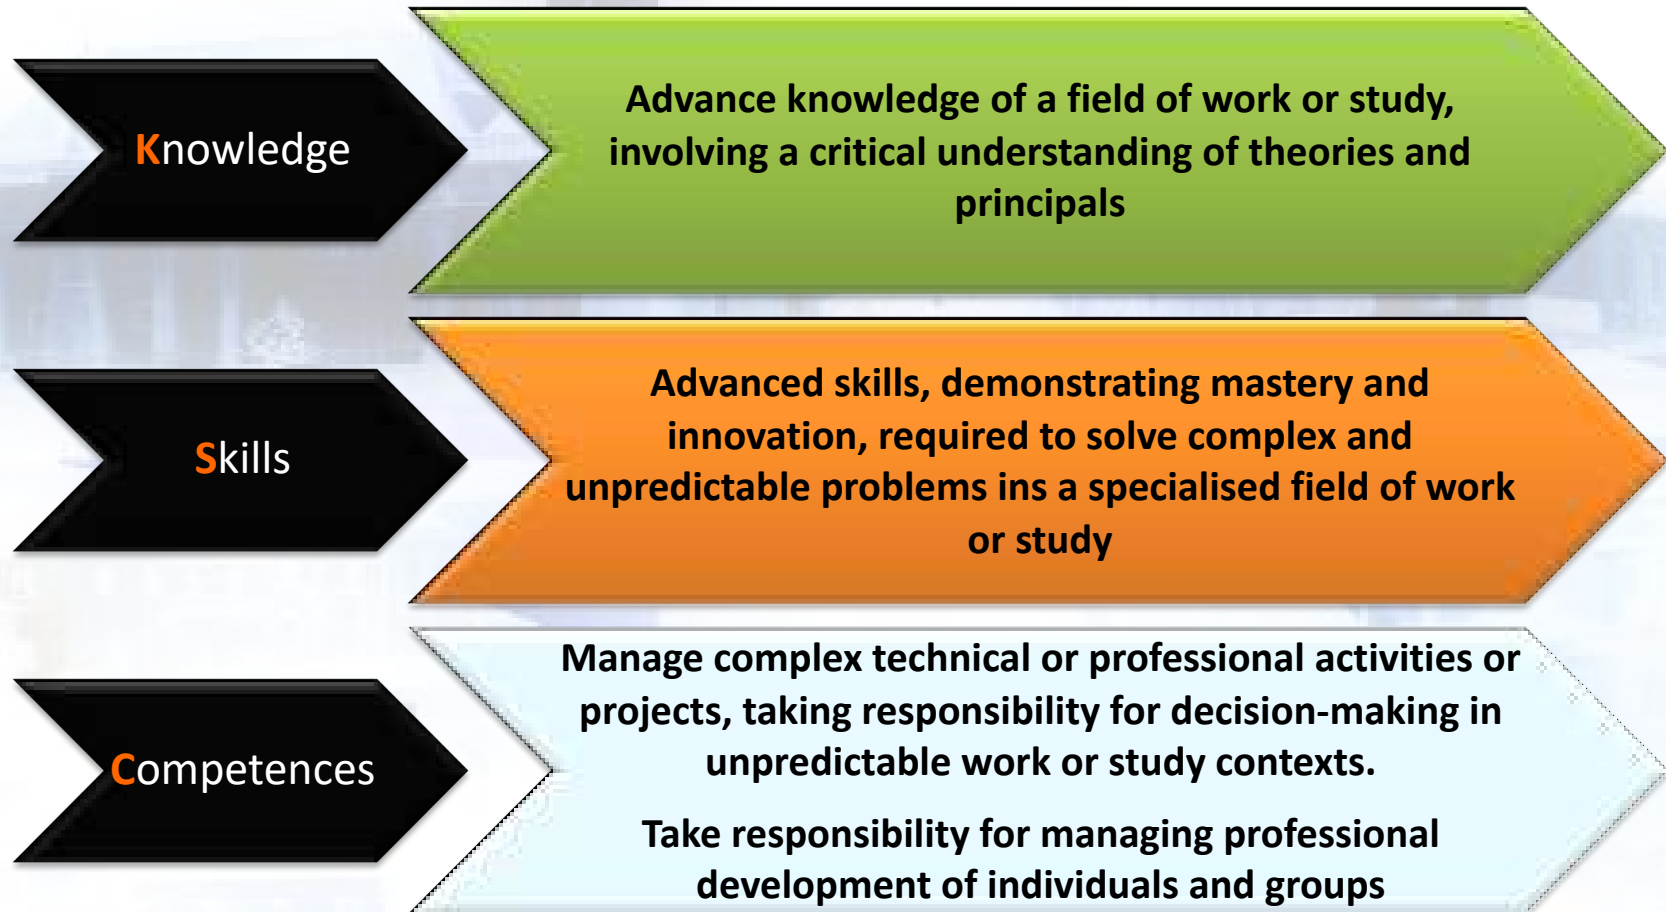 Knowledge
Advance knowledge of a field of work or study,
involving a critical understanding of theories and
principals
Skills
Advanced skills, demonstrating mastery and
innovation, required to solve complex and
unpredictable problems ins a specialised field of work
or study
Competences
Manage complex technical or professional activities or
projects, taking responsibility for decision-making in
unpredictable work or study contexts.
Take responsibility for managing professional
development of individuals and groups